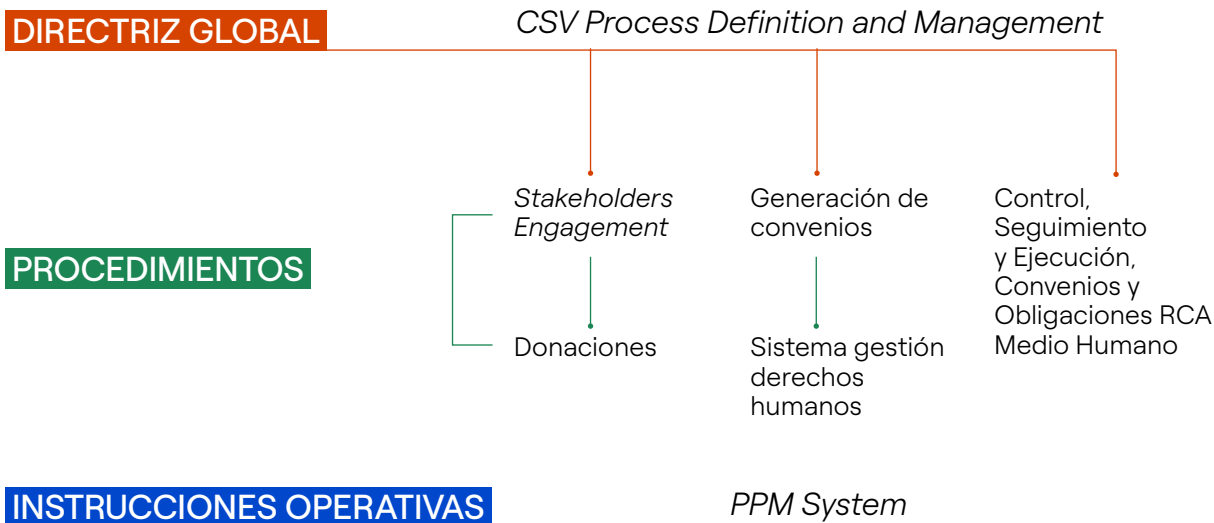 DIRECTRIZ GLOBAL
CSV Process Definition and Management
Stakeholders
Engagement
Generación de
convenios
Control,
Seguimiento
y Ejecución,
Convenios y
Obligaciones RCA
Medio Humano
PROCEDIMIENTOS
Donaciones
Sistema gestión
derechos
humanos
INSTRUCCIONES OPERATIVAS
PPM System